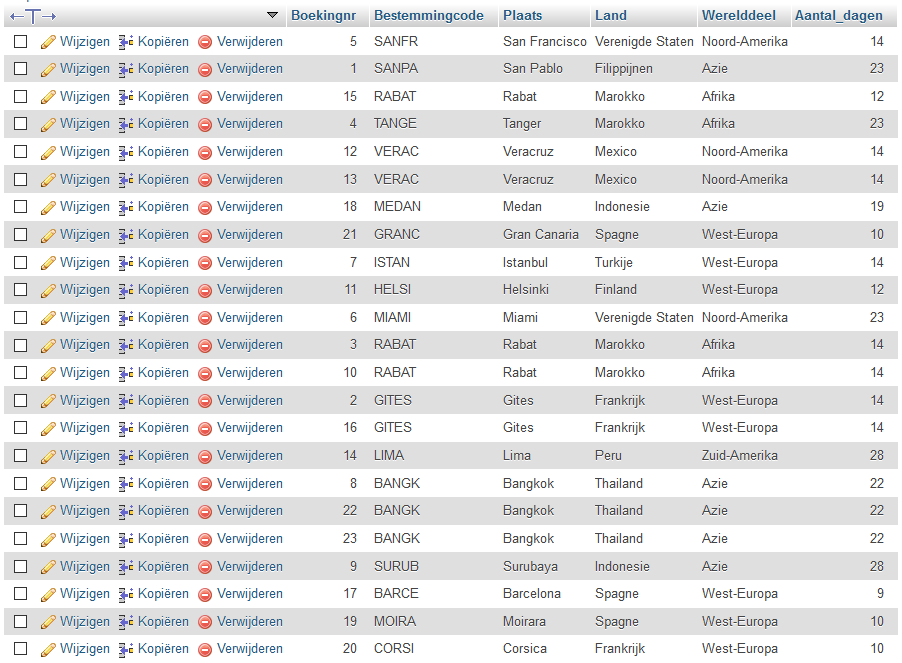 Boekingnr Bestemmingcode Plaats Land Werelddeel Aantal_dagen
Wijzigen Kopiëren Verwijderen 5 SANFR San Francisco Verenigde Staten Noord-Amerika 14
Wijzigen Kopiëren Verwijderen 1 SANPA San Pablo Filippijnen Azie 23
Wijzigen Kopiëren Verwijderen 15 RABAT Rabat Marokko Afrika 12
Wijzigen Kopiëren Verwijderen 4 TANGE Tanger Marokko Afrika 23
Wijzigen Kopiëren Verwijderen 12 VERAC Veracruz Mexico Noord-Amerika 14
Wijzigen Kopiëren Verwijderen 13 VERAC Veracruz Mexico Noord-Amerika 14
Wijzigen Kopiëren Verwijderen 18 MEDAN Medan Indonesie Azie 19
Wijzigen Kopiëren Verwijderen 21 GRANC Gran Canaria Spagne West-Europa 10
Wijzigen Kopiëren Verwijderen 7 ISTAN Istanbul Turkije West-Europa 14
Wijzigen Kopiëren Verwijderen 11 HELSI Helsinki Finland West-Europa 12
Wijzigen Kopiëren Verwijderen 6 MIAMI Miami Verenigde Staten Noord-Amerika 23
Wijzigen Kopiëren Verwijderen 3 RABAT Rabat Marokko Afrika 14
Wijzigen Kopiëren Verwijderen 10 RABAT Rabat Marokko Afrika 14
Wijzigen Kopiëren Verwijderen 2 GITES Gites Frankrijk West-Europa 14
Wijzigen Kopiëren Verwijderen 16 GITES Gites Frankrijk West-Europa 14
Wijzigen Kopiëren Verwijderen 14 LIMA Lima Peru Zuid-Amerika 28
Wijzigen Kopiëren Verwijderen 8 BANGK Bangkok Thailand Azie 22
Wijzigen Kopiëren Verwijderen 22 BANGK Bangkok Thailand Azie 22
Wijzigen Kopiëren Verwijderen 23 BANGK Bangkok Thailand Azie 22
Wijzigen Kopiëren Verwijderen 9 SURUB Surubaya Indonesie Azie 28
Wijzigen Kopiëren Verwijderen 17 BARCE Barcelona Spagne West-Europa 9
Wijzigen Kopiëren Verwijderen 19 MOIRA Moirara Spagne West-Europa 10
Wijzigen Kopiëren Verwijderen 20 CORSI Corsica Frankrijk West-Europa 10